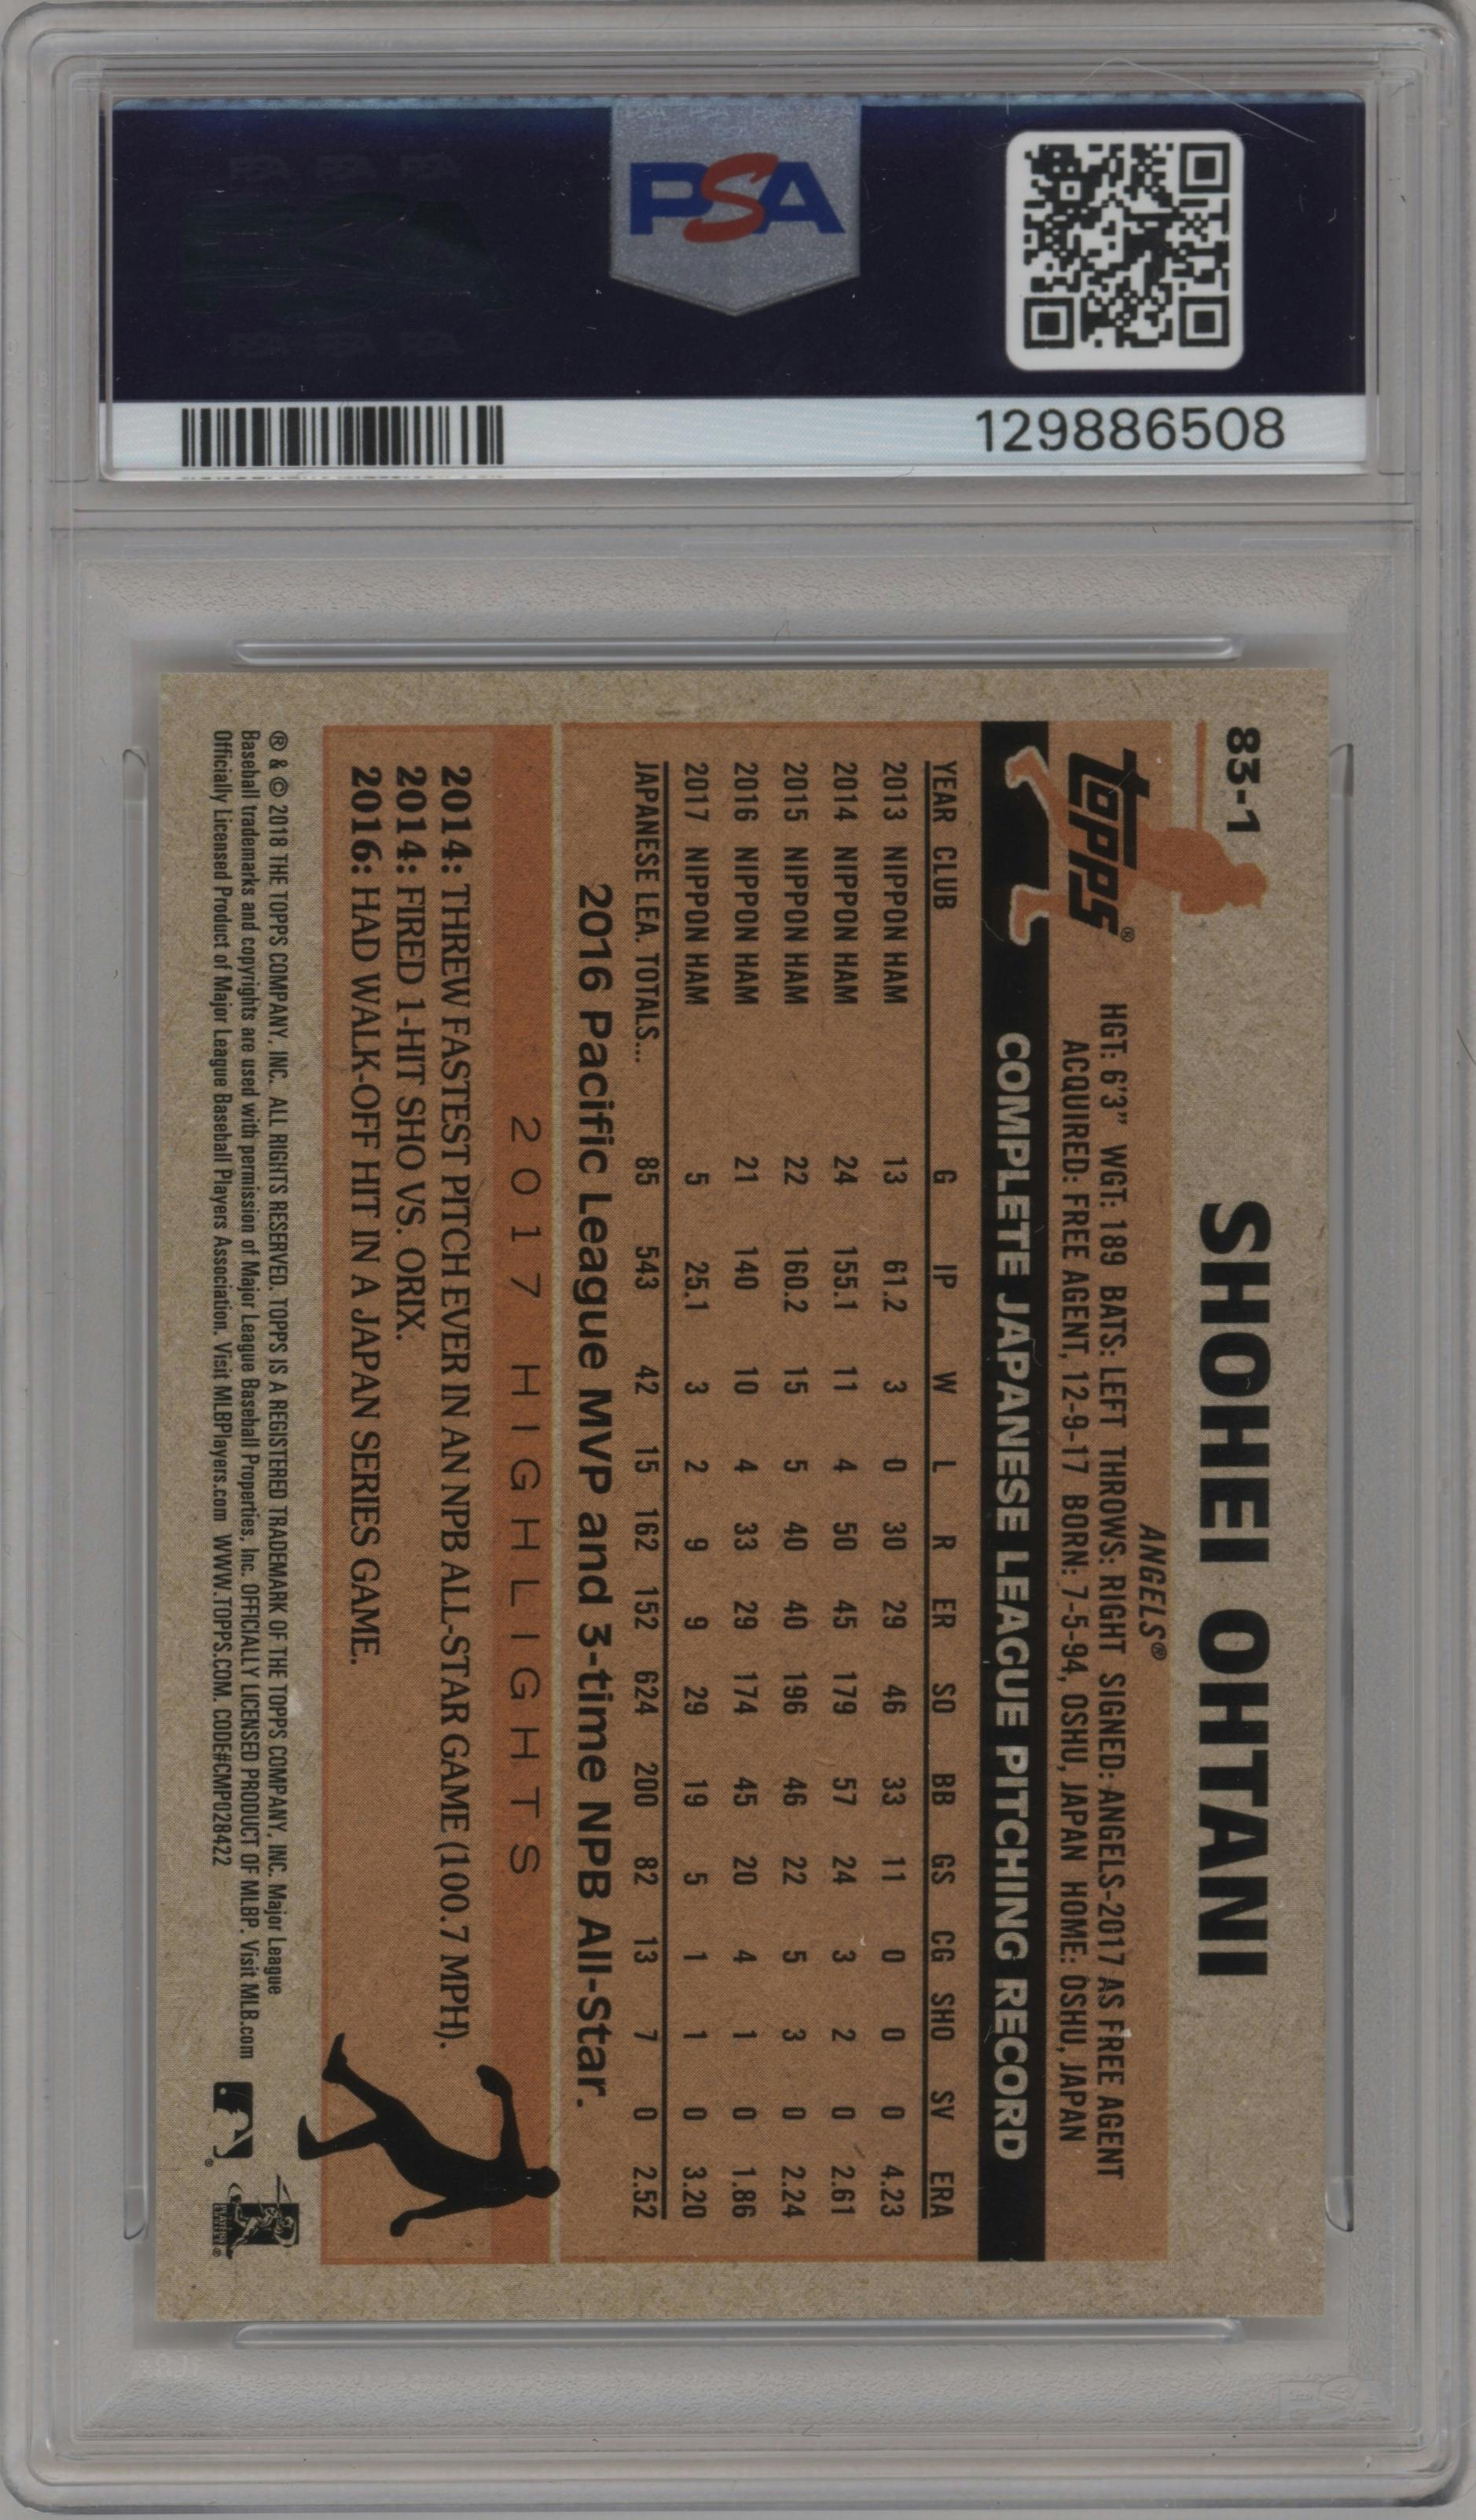 PSA
129886508
83-1
SHOHEI OHTANI
ANGELS®
Topps®
HGT: 6'3" WGT: 189 BATS: LEFT THROWS: RIGHT SIGNED: ANGELS-2017 AS FREE AGENT
ACQUIRED: FREE AGENT, 12-9-17 BORN: 7-5-94, OSHU, JAPAN HOME: OSHU, JAPAN
COMPLETE JAPANESE LEAGUE PITCHING RECORD
YEAR CLUB G IP W L R ER SO BB GS CG SHO SV ERA
2013 NIPPON HAM 13 61.2 3 0 30 29 46 33 11 0 0 0 4.23
2014 NIPPON HAM 24 155.1 11 4 50 45 179 57 24 3 2 0 2.61
2015 NIPPON HAM 22 160.2 15 5 40 40 196 46 22 5 3 0 2.24
2016 NIPPON HAM 21 140 10 4 33 29 174 45 20 4 1 0 1.86
2017 NIPPON HAM 5 25.1 3 2 9 9 29 19 5 1 1 0 3.20
JAPANESE LEA. TOTALS... 85 543 42 15 162 152 624 200 82 13 7 0 2.52
2016 Pacific League MVP and 3-time NPB All-Star.
2017 HIGHLIGHTS
2014: THREW FASTEST PITCH EVER IN AN NPB ALL-STAR GAME (100.7 MPH).
2014: FIRED 1-HIT SHO VS. ORIX.
2016: HAD WALK-OFF HIT IN A JAPAN SERIES GAME.
® & © 2018 THE TOPPS COMPANY, INC. ALL RIGHTS RESERVED. TOPPS IS A REGISTERED TRADEMARK OF THE TOPPS COMPANY, INC. Major League
Baseball trademarks and copyrights are used with permission of Major League Baseball Properties, Inc. OFFICIALLY LICENSED PRODUCT OF MLBP. Visit MLB.com
Officially Licensed Product of Major League Baseball Players Association. Visit MLBPlayers.com WWW.TOPPS.COM. CODE#CMP028422